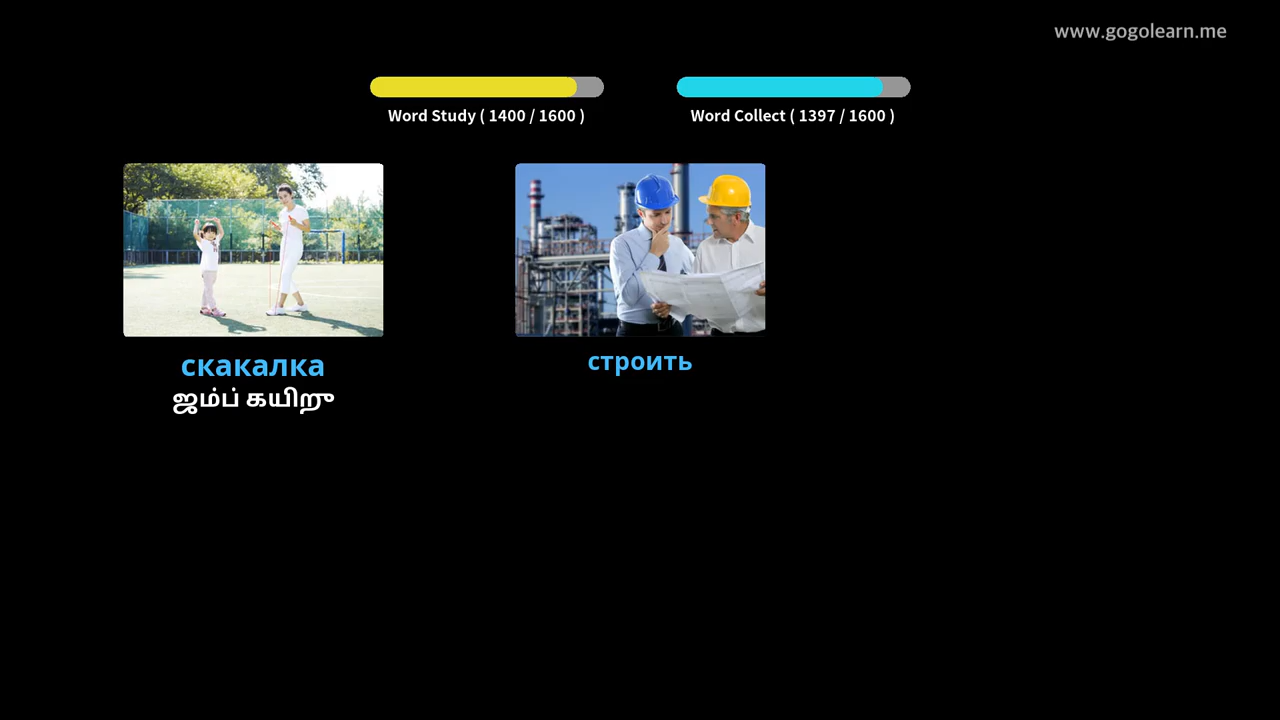 www.gogolearn.me
Word Study ( 1400 / 1600 )
Word Collect ( 1397 / 1600 )
скакалка
ஜம்ப் கயிறு
строить